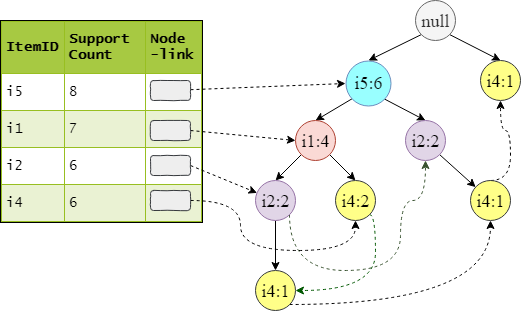 null
ItemID Support Count Node -link
i5:6
i4:1
i5 8
i1 7
i1:4
i2:2
i2 6
i4 6
i2:2
i4:2
i4:1
i4:1